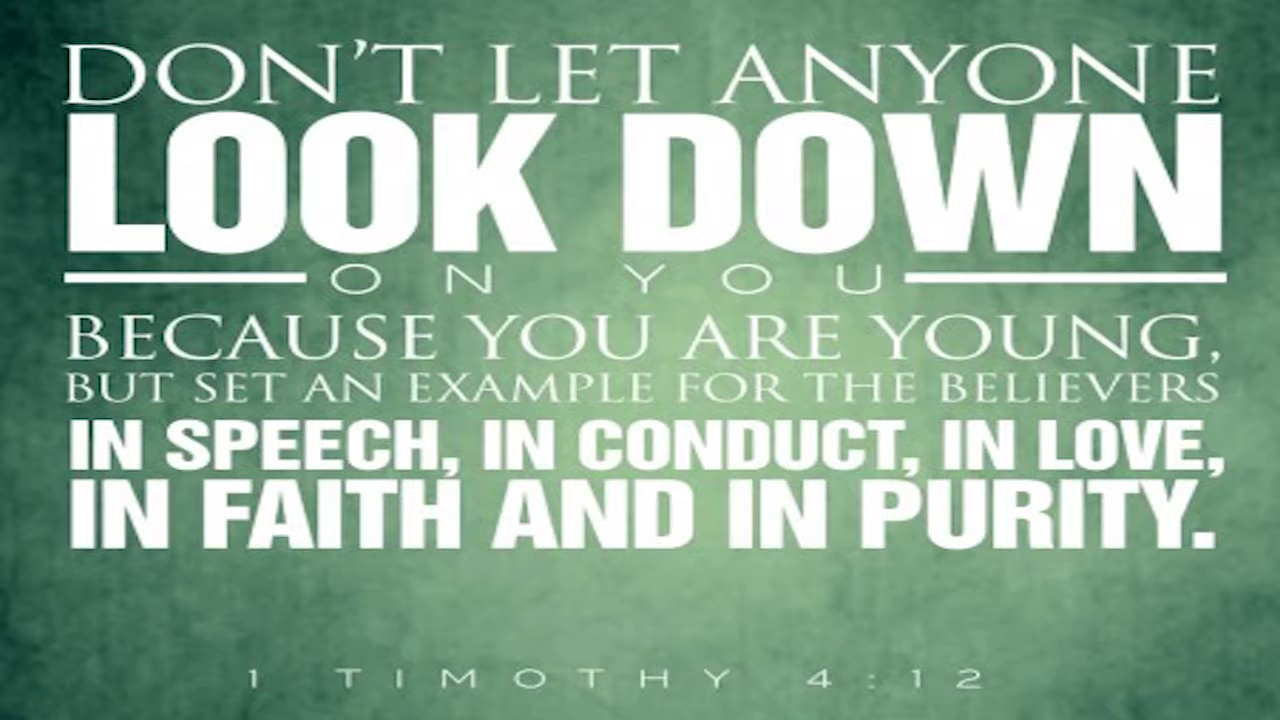 DON'T LET ANYONE
LOOK DOWN
ON YOU
BECAUSE YOU ARE YOUNG,
BUT SET AN EXAMPLE FOR THE BELIEVERS
IN SPEECH, IN CONDUCT, IN LOVE,
IN FAITH AND IN PURITY.
1 TIMOTHY 4:12